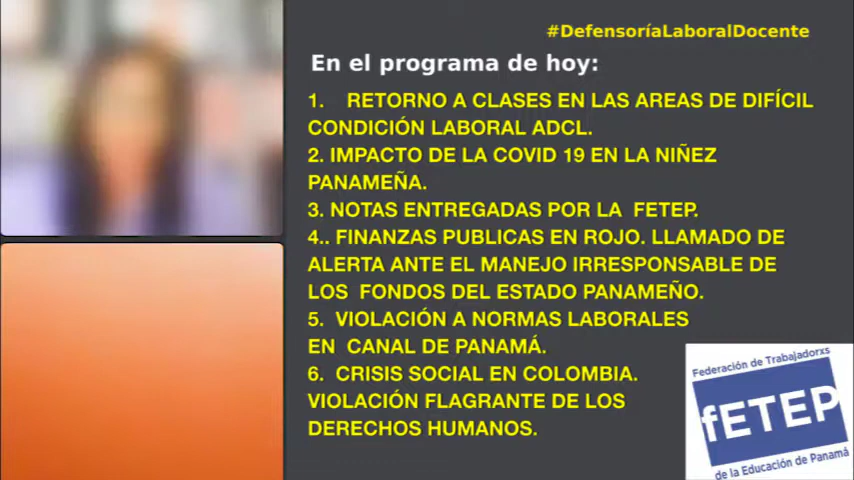 #DefensoríaLaboralDocente
En el programa de hoy:
1. RETORNO A CLASES EN LAS AREAS DE DIFÍCIL
CONDICIÓN LABORAL ADCL.
2. IMPACTO DE LA COVID 19 EN LA NIÑEZ
PANAMEÑA.
3. NOTAS ENTREGADAS POR LA FETEP.
4.. FINANZAS PUBLICAS EN ROJO. LLAMADO DE
ALERTA ANTE EL MANEJO IRRESPONSABLE DE
LOS FONDOS DEL ESTADO PANAMEÑO.
5. VIOLACIÓN A NORMAS LABORALES
EN CANAL DE PANAMÁ.
6. CRISIS SOCIAL EN COLOMBIA.
VIOLACIÓN FLAGRANTE DE LOS
DERECHOS HUMANOS.
Federación de Trabajadorxs
fETEP
de la Educación de Panamá